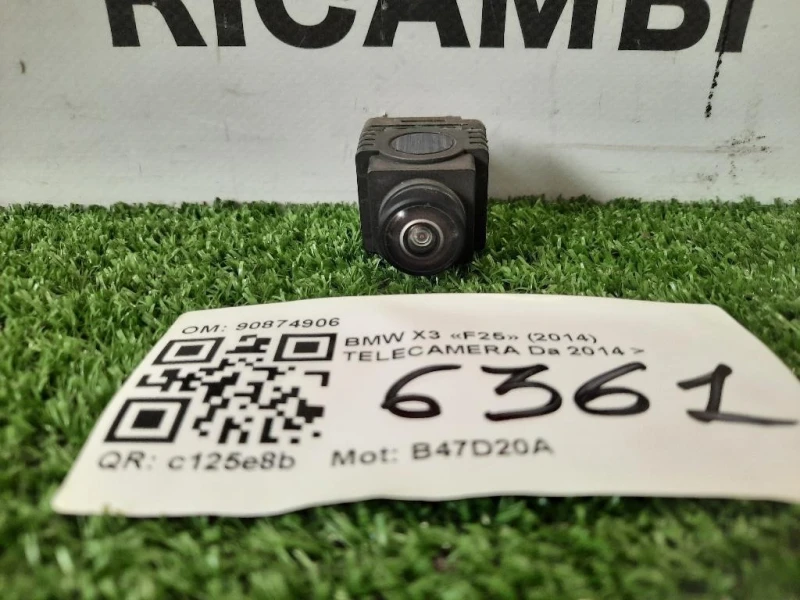 RICAMBI
OM: 90874906
BMW X3 «F25» (2014)
TELECAMERA Da 2014 >
6361
QR: c125e8b Mot: B47D20A